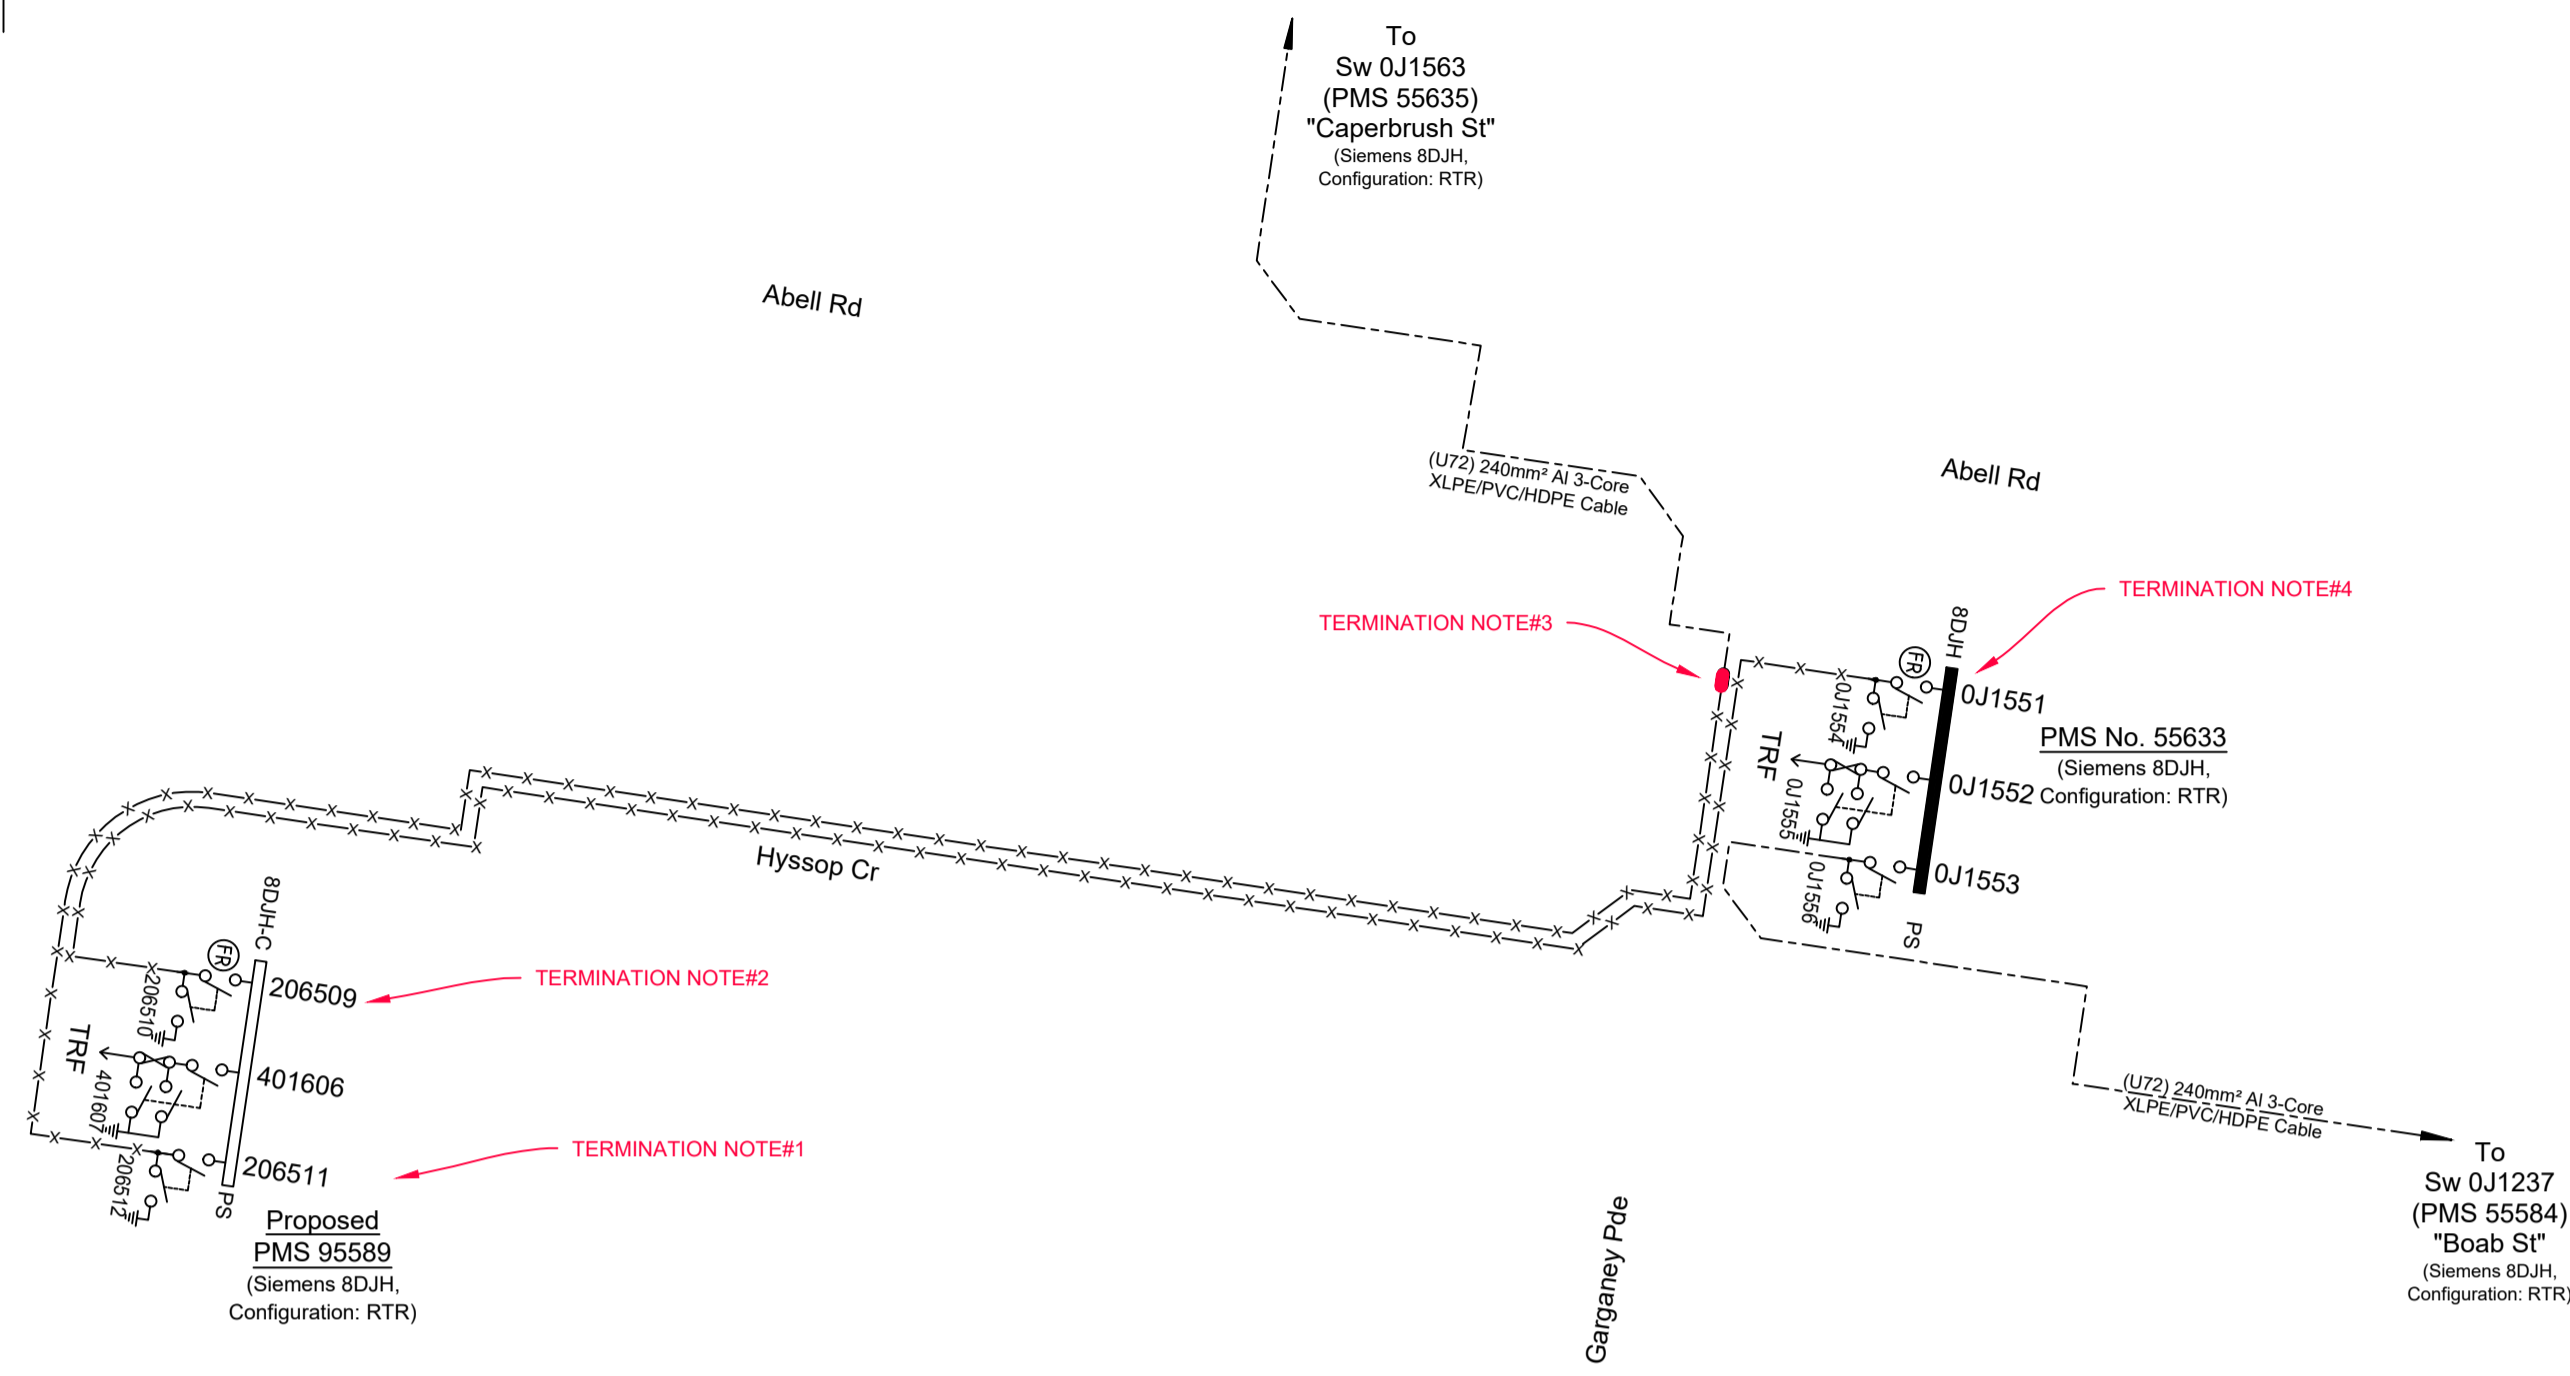 To
Sw 0J1563
(PMS 55635)
"Caperbrush St"
(Siemens 8DJH,
Configuration: RTR)
Abell Rd
(U72) 240mm² Al 3-Core
XLPE/PVC/HDPE Cable
Abell Rd
TERMINATION NOTE#3
TERMINATION NOTE#4
8DJH
FR
0J1551
0J1554
PMS No. 55633
(Siemens 8DJH,
Configuration: RTR)
TRF
0J1552
0J1555
0J1553
0J1556
PS
Hyssop Cr
8DJH-C
FR
206509
206510
TERMINATION NOTE#2
TRF
401606
401607
TERMINATION NOTE#1
206511
206512
PS
Proposed
PMS 95589
(Siemens 8DJH,
Configuration: RTR)
Garganey Pde
(U72) 240mm² Al 3-Core
XLPE/PVC/HDPE Cable
To
Sw 0J1237
(PMS 55584)
"Boab St"
(Siemens 8DJH,
Configuration: RTR)